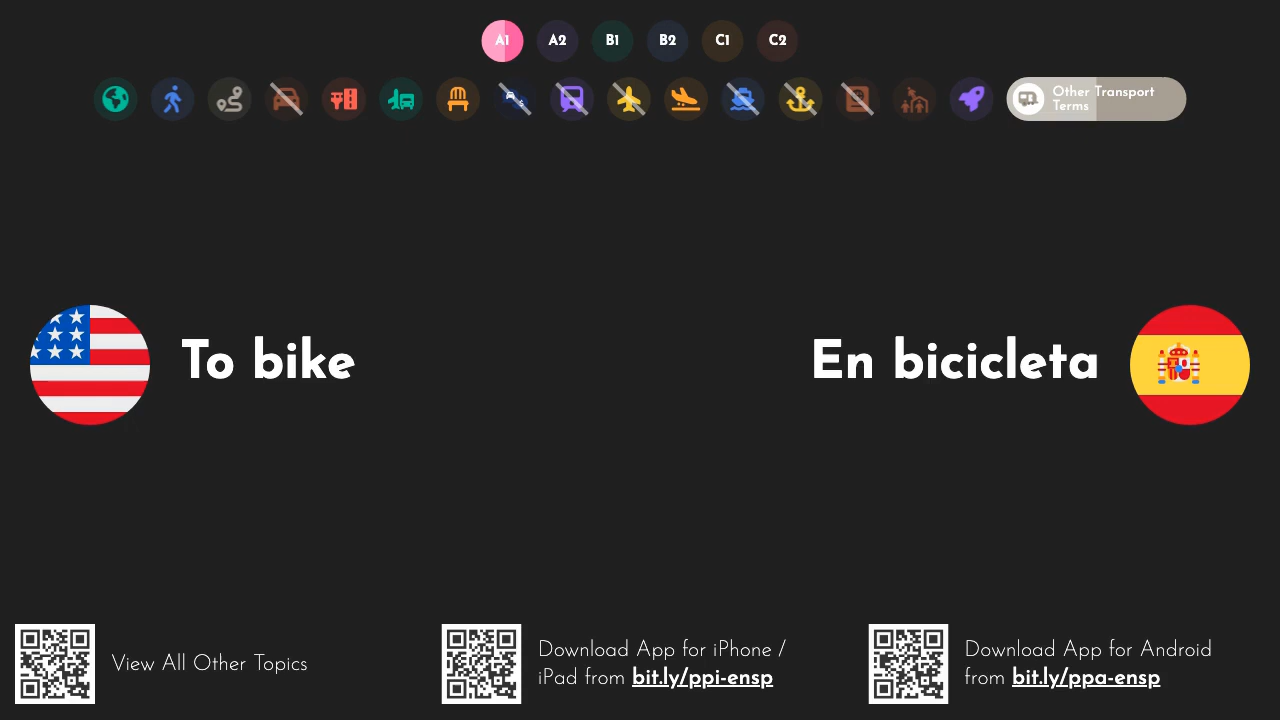 A1 A2 B1 B2 C1 C2
Other Transport
Terms
To bike
En bicicleta
View All Other Topics
Download App for iPhone /
iPad from bit.ly/ppi-ensp
Download App for Android
from bit.ly/ppa-ensp